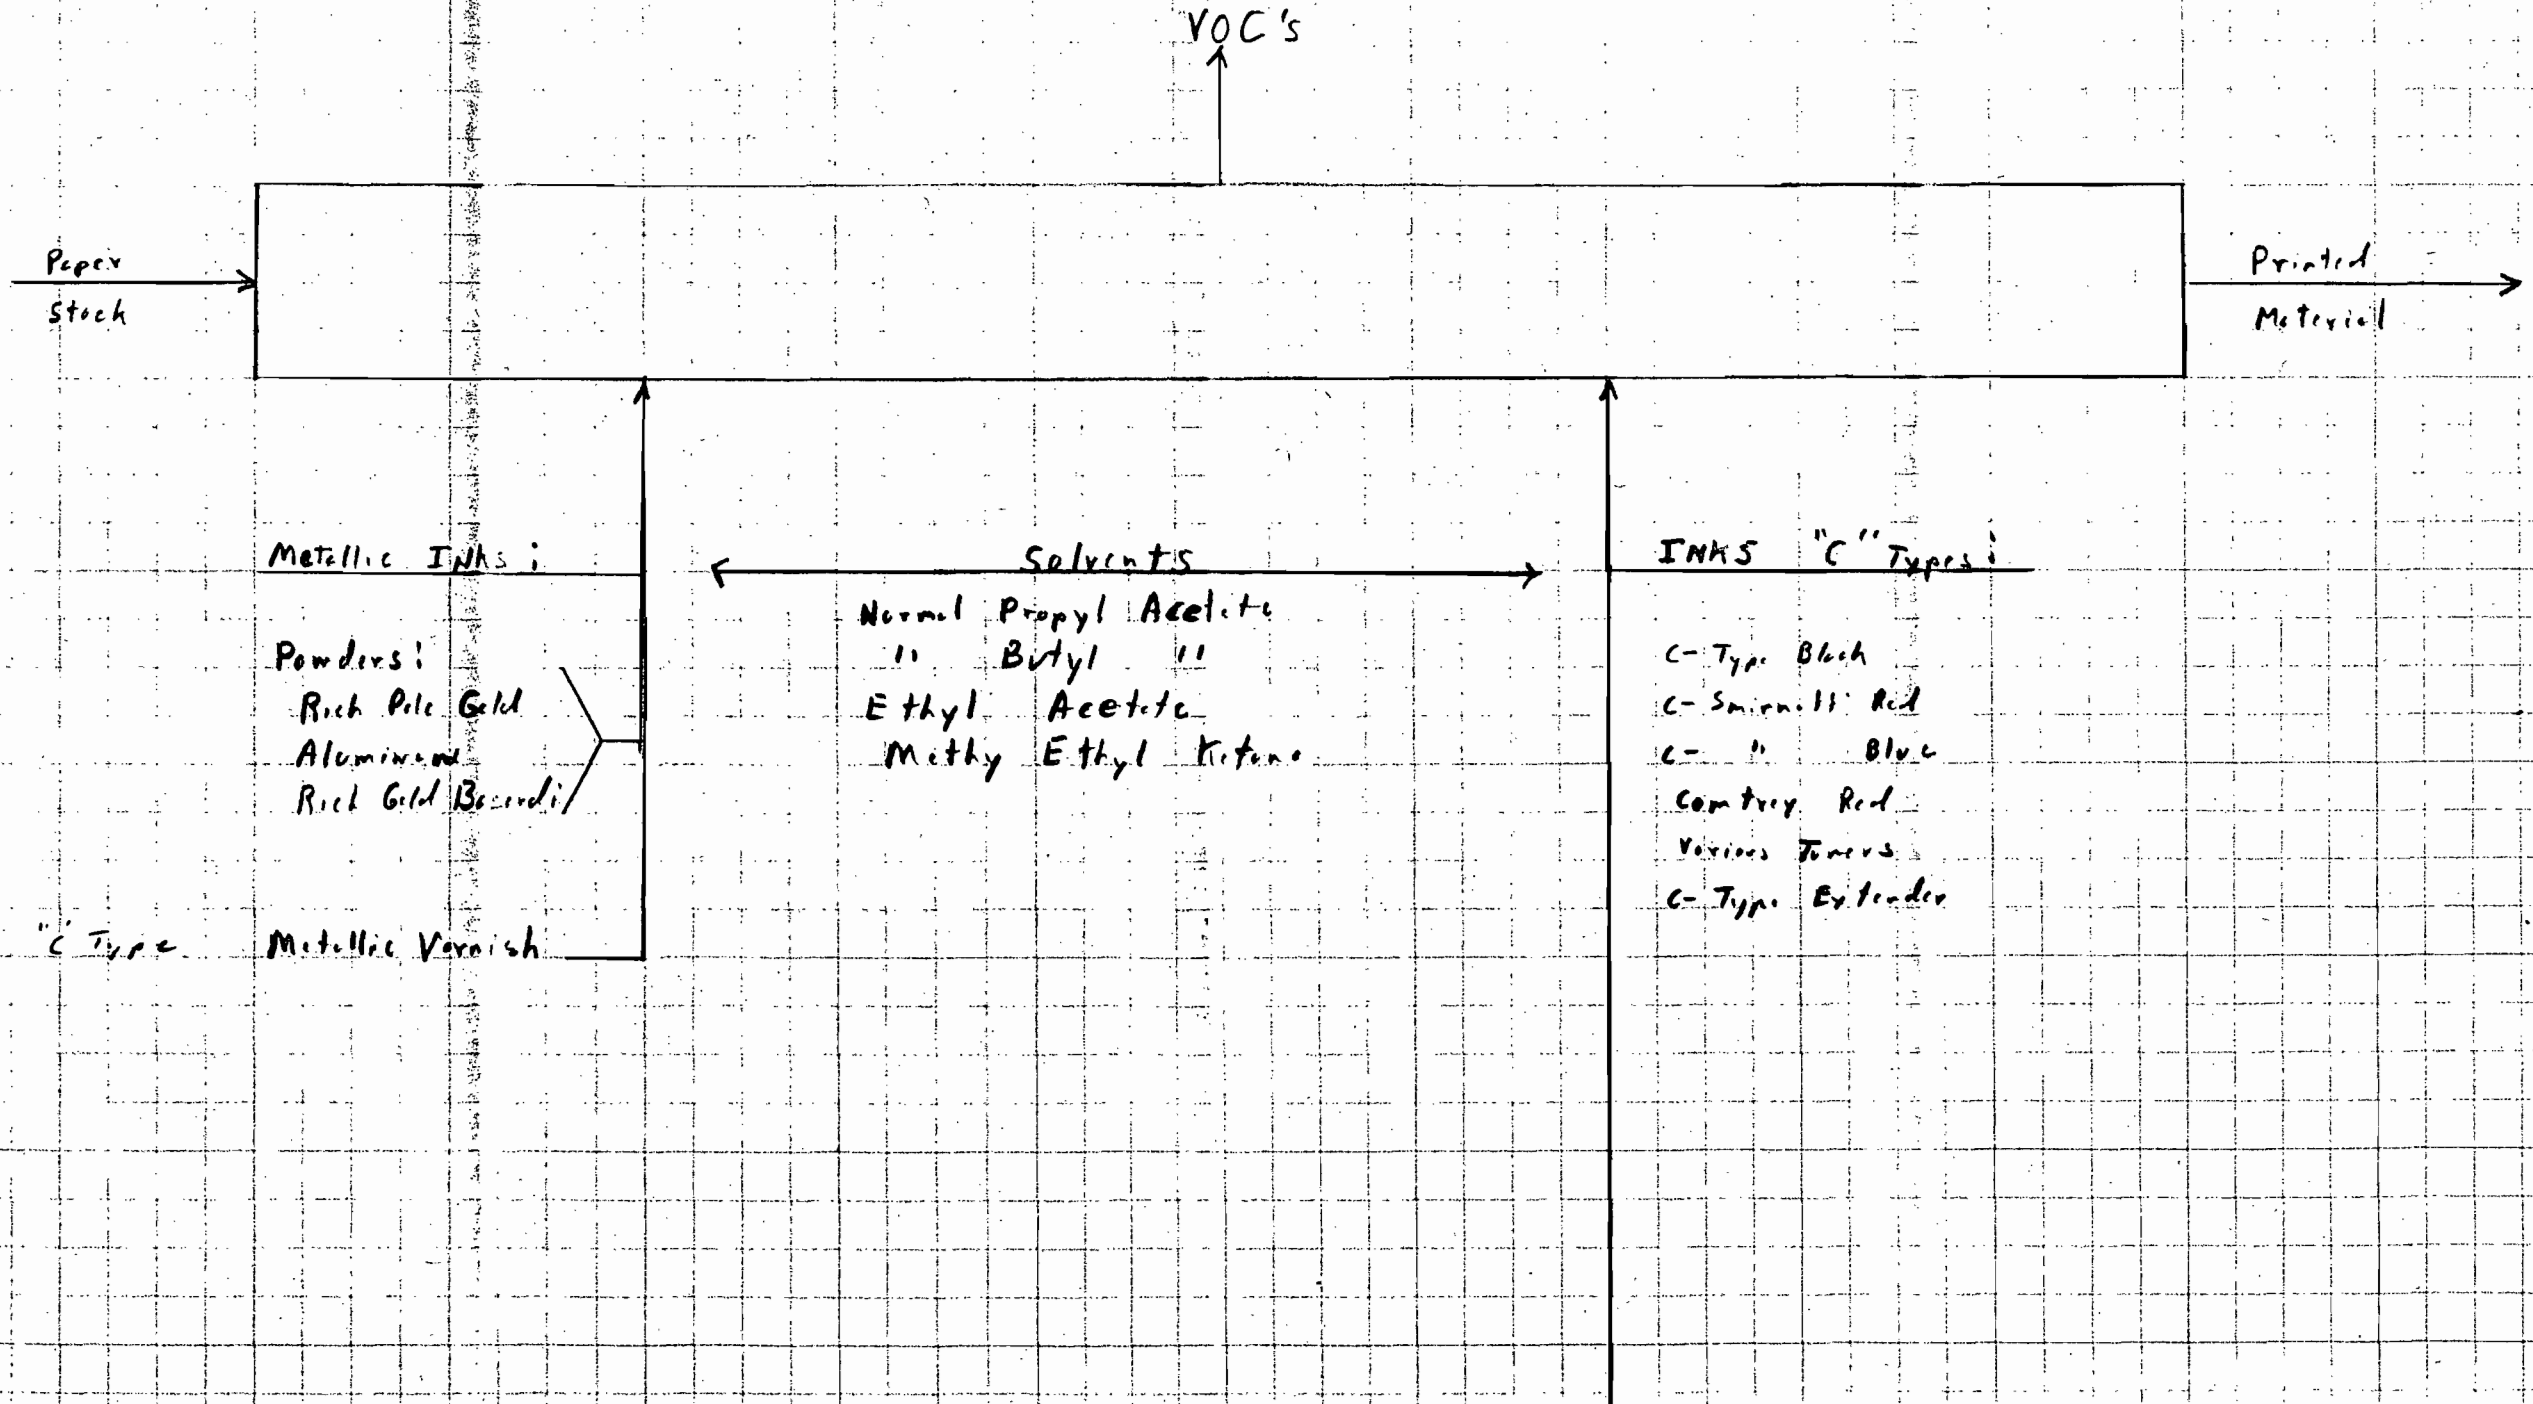 VOC's
Paper
Stock
Printed
Material
Metallic INks:
Powders:
Rich Pale Gold
Aluminum
Rich Gold
"C" Type Metallic Varnish
Solvents
Normal Propyl Acetate
" Butyl "
Ethyl Acetate
Methy Ethyl Ketone
INKS "C" Types:
C-Type Black
C- Red
C- " Blue
Red
Various Toners
C-Type Extender